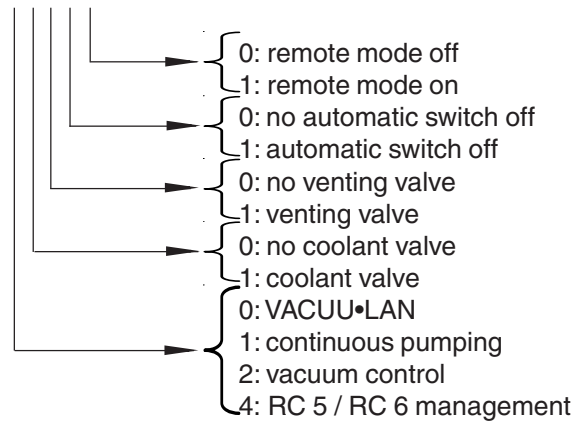 0: remote mode off
1: remote mode on
0: no automatic switch off
1: automatic switch off
0: no venting valve
1: venting valve
0: no coolant valve
1: coolant valve
0: VACUU•LAN
1: continuous pumping
2: vacuum control
4: RC 5 / RC 6 management